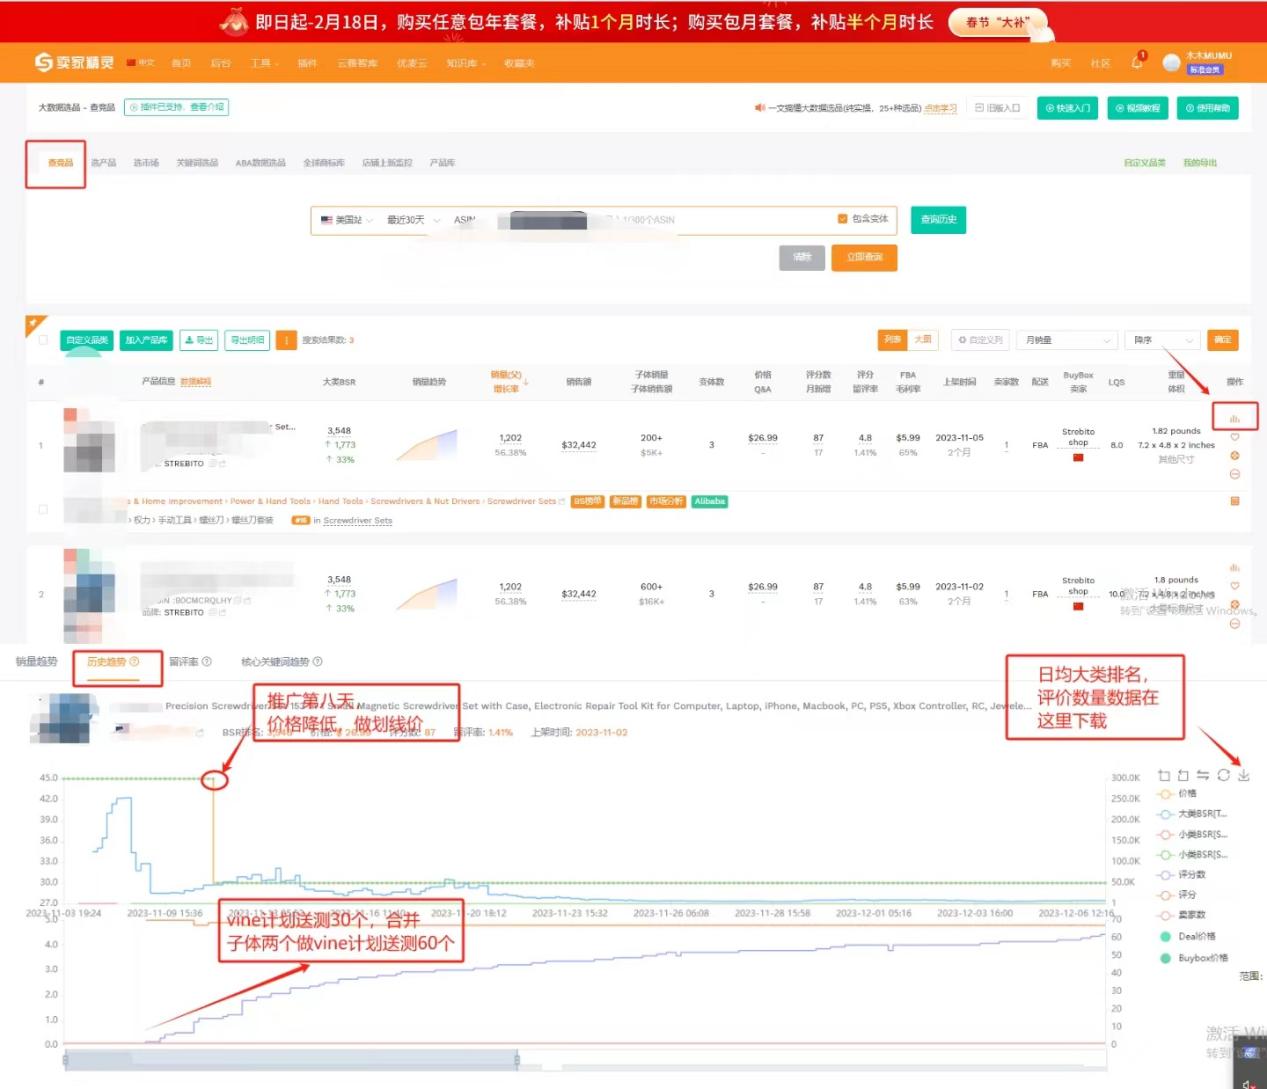 即日起-2月18日，购买任意包年套餐，补贴1个月时长；购买包月套餐，补贴半个月时长
春节“大补”
卖家精灵 中文 首页 后台 工具 插件 云雅智库 优麦云 知识库 收藏夹
购买 社区 1 木木MUMU
标准会员
大数据选品 - 查竞品 插件已支持，查看介绍
一文搞懂大数据选品(纯实操，25+种选品) 点击学习 旧版入口 快速入门 视频教程 使用帮助
查竞品 选产品 选市场 关键词选品 ABA数据选品 全球商标库 店铺上新监控 产品库
自定义品类 我的导出
美国站 最近30天 ASIN 1/300个ASIN 包含变体 查询历史
清除 立即查询
自定义品类 加入产品库 导出 导出明细 搜索结果数: 3
列表 大图 自定义列 月销量 降序 确定
# 产品信息 数据解释 大类BSR 销量趋势 销量(父) 增长率 销售额 子体销量 子体销售额 变体数 价格 Q&A 评分数 月新增 评分 留评率 FBA 毛利率 上架时间 卖家数 配送 BuyBox 卖家 LQS 重量 体积 操作
r Set...
1
STREBITO
3,548
↑ 1,773
↑ 33%
1,202
56.38%
$32,442
200+
$5K+
3
$26.99
-
87
17
4.8
1.41%
$5.99
65%
2023-11-05
2个月
1
FBA
Strebito
shop
8.0
1.82 pounds
7.2 x 4.8 x 2 inches
其他尺寸
s & Home Improvement › Power & Hand Tools › Hand Tools › Screwdrivers & Nut Drivers › Screwdriver Sets BS榜单 新品榜 市场分析 Alibaba
› 权力 › 手动工具 › 螺丝刀 › 螺丝刀套装 #16 in Screwdriver Sets
2
:B0CMCRQLHY
品牌: STREBITO
3,548
↑ 1,773
↑ 33%
1,202
56.38%
$32,442
600+
$16K+
3
$26.99
-
87
17
4.8
1.41%
$5.99
63%
2023-11-02
2个月
1
FBA
Strebito
shop
10.0
1.8 pounds
7.2 x 4.8 x 2 inches
激活 Windows
转到"设置"以激活 Windows。
销量趋势 历史趋势 留评率 核心关键词趋势
日均大类排名，
评价数量数据在
这里下载
推广第八天，
价格降低，做划线价
Precision Screwdriver
Small Magnetic Screwdriver Set with Case, Electronic Repair Tool Kit for Computer, Laptop, iPhone, Macbook, PC, PS5, Xbox Controller, RC, Jewele...
BSR排名: 3,548 价格: $ 26.99 评分数: 87 留评率: 1.41% 上架时间: 2023-11-02
45.0
42.0
39.0
36.0
33.0
30.0
27.0
300.0K
250.0K
200.0K
150.0K
100.0K
50.0K
1
价格
大类BSR[T...
小类BSR[S...
小类BSR[S...
评分数
评分
卖家数
Deal价格
Buybox价格
范围:
2023-11-03 19:24 2023-11-09 15:36 2023-11-20 18:12 2023-11-23 15:32 2023-11-26 06:08 2023-11-28 15:58 2023-12-01 05:16 2023-12-03 16:00 2023-12-06 12:16
vine计划送测30个，合并
子体两个做vine计划送测60个
5.0
4.0
3.0
2.0
1.0
0.0
70
60
50
40
30
20
10
0
激活 Wi
转到"设